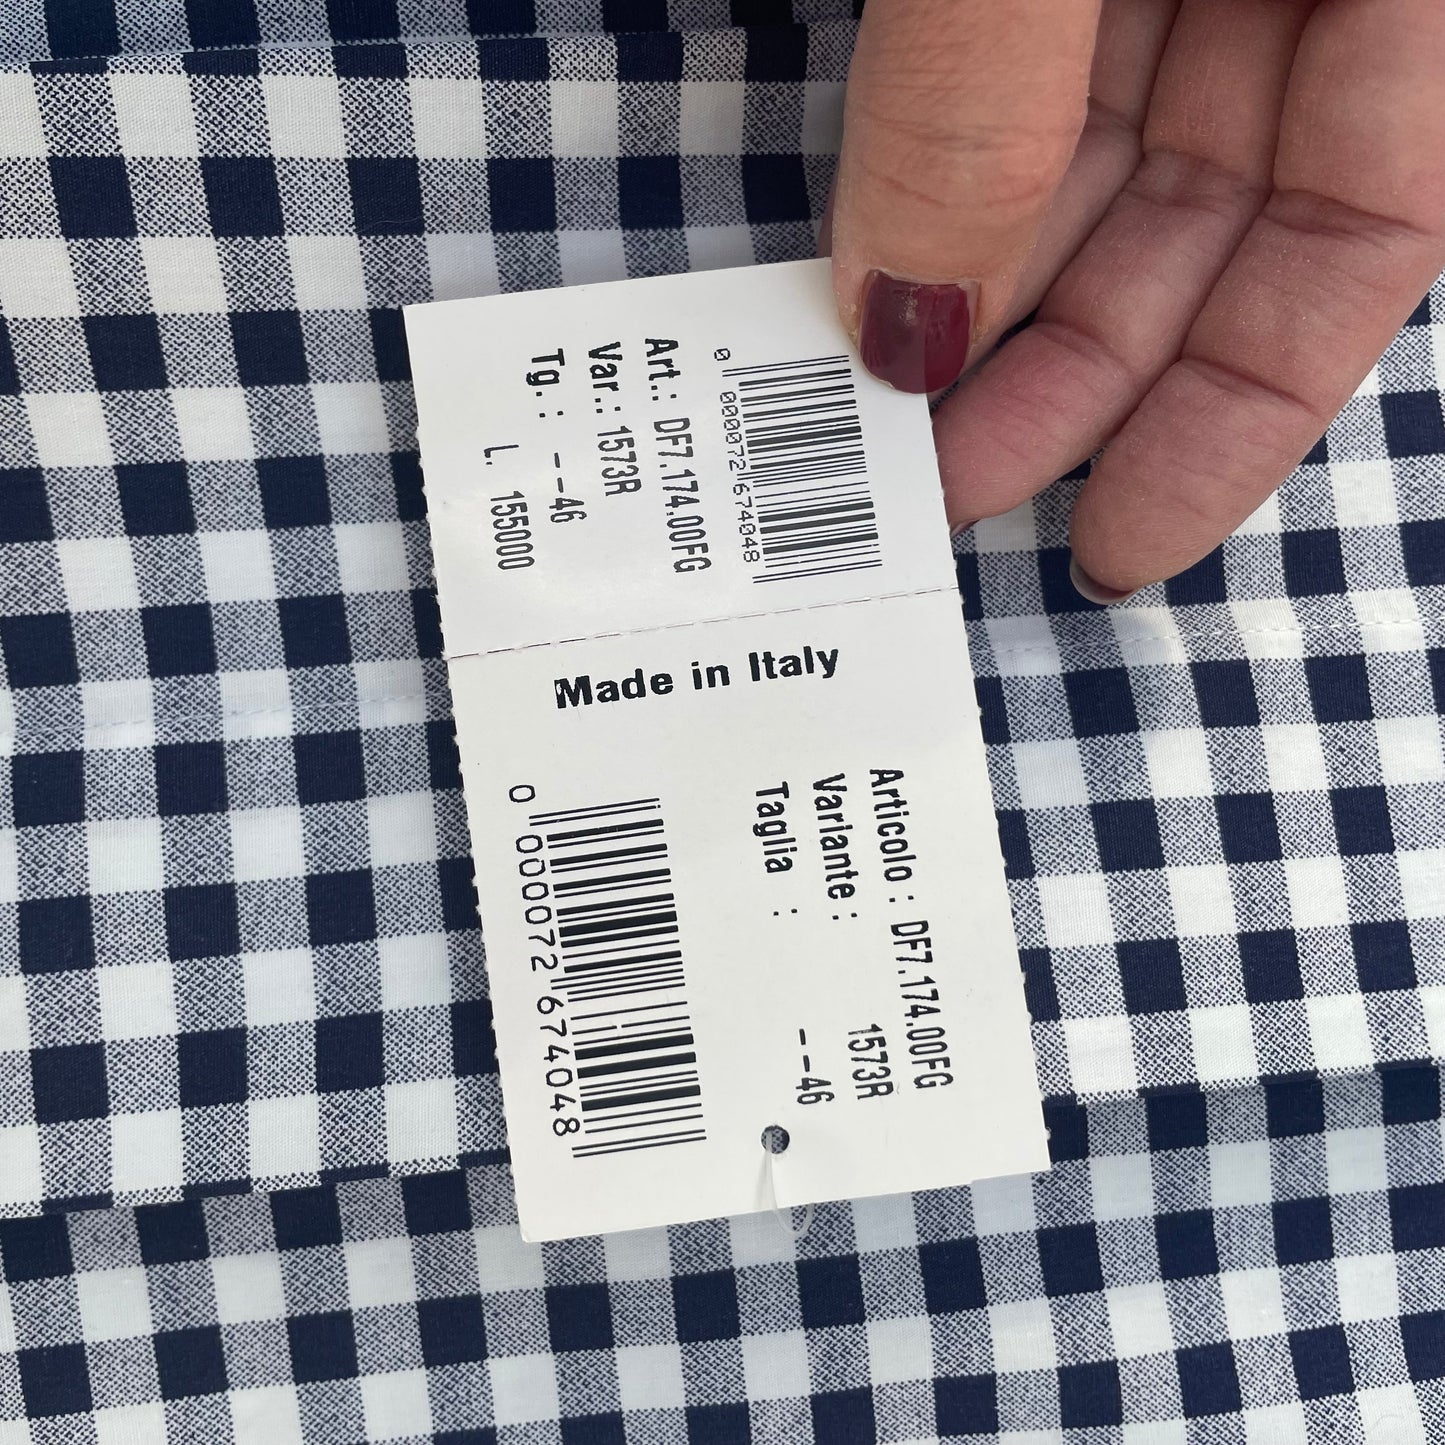 0 000072 674048
Art.: DF7.174.00FG
Var.: 1573R
Tg.: --46
L. 155000
Made in Italy
Articolo : DF7.174.00FG
Variante : 1573R
Taglia : --46
0 000072 674048